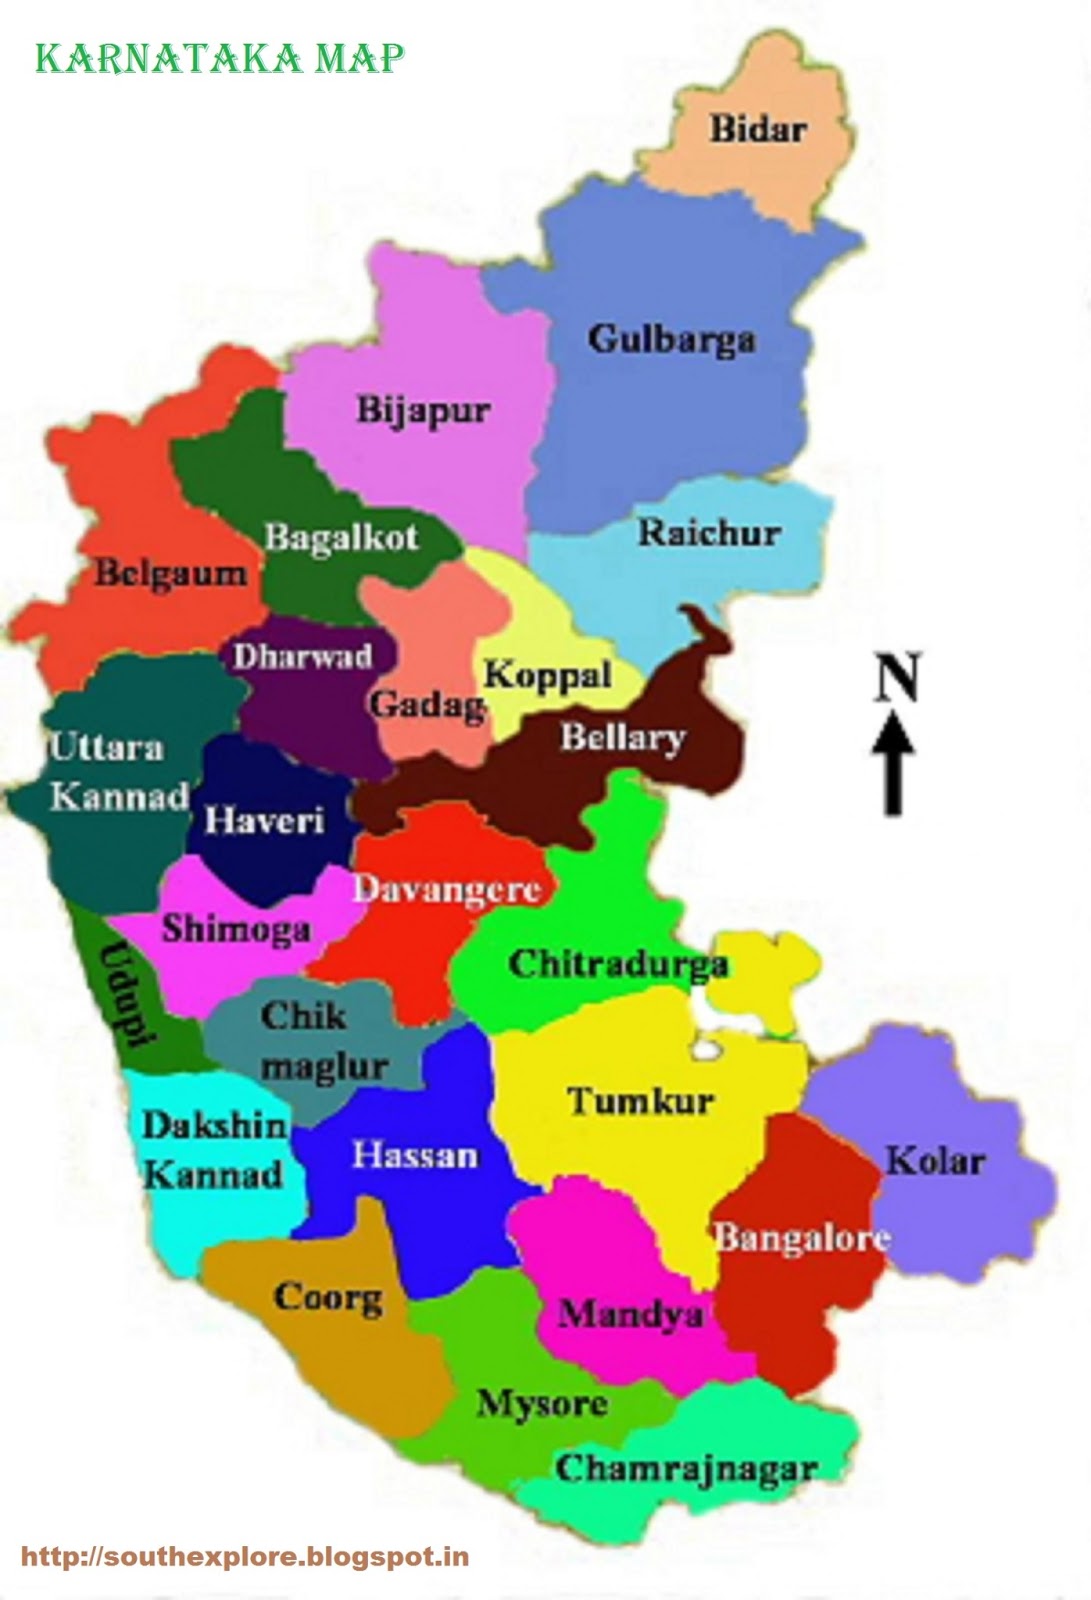 KARNATAKA MAP
Bidar
Gulbarga
Bijapur
Raichur
Bagalkot
Belgaum
Dharwad
Koppal
Gadag
N
Bellary
Uttara
Kannad
Haveri
Davangere
Shimoga
Chitradurga
Udupi
Chik
maglur
Tumkur
Dakshin
Kannad
Hassan
Kolar
Bangalore
Coorg
Mandya
Mysore
Chamrajnagar
http://southexplore.blogspot.in